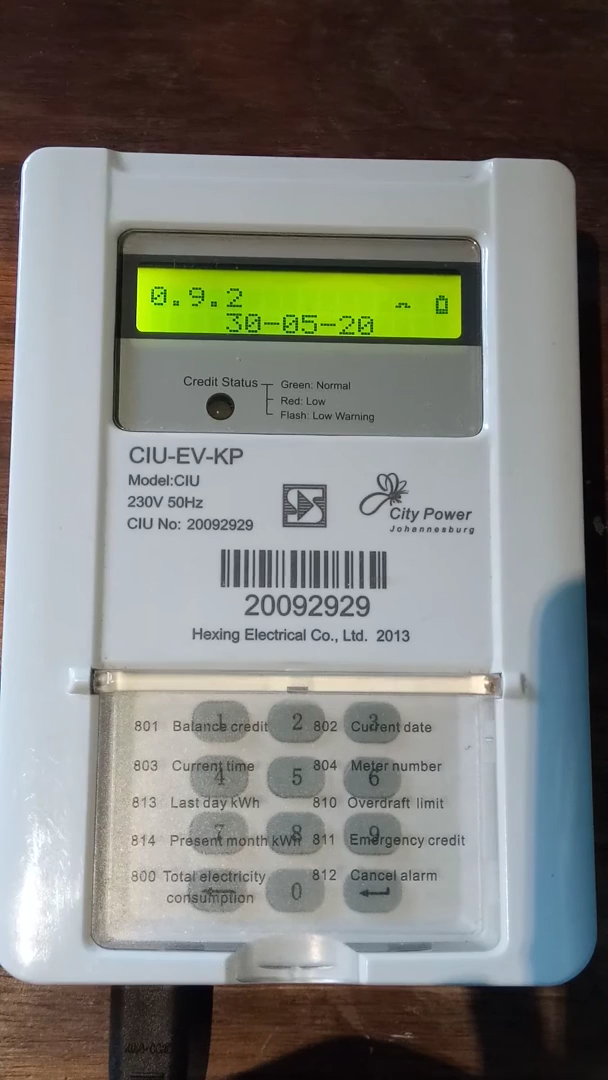 0.9.2
30-05-20
Credit Status
Green: Normal
Red: Low
Flash: Low Warning
CIU-EV-KP
Model:CIU
230V 50Hz
CIU No: 20092929
City Power
Johannesburg
20092929
Hexing Electrical Co., Ltd. 2013
1 2 3
801 Balance credit 802 Current date
803 Current time 804 Meter number
4 5 6
813 Last day kWh 810 Overdraft limit
7 8 9
814 Present month kWh 811 Emergency credit
800 Total electricity consumption 812 Cancel alarm
0